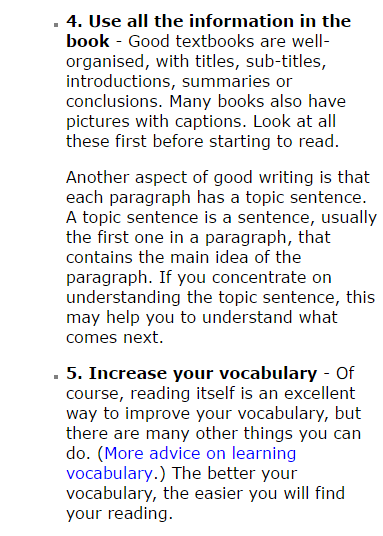 4. Use all the information in the
book - Good textbooks are well-
organised, with titles, sub-titles,
introductions, summaries or
conclusions. Many books also have
pictures with captions. Look at all
these first before starting to read.
Another aspect of good writing is that
each paragraph has a topic sentence.
A topic sentence is a sentence, usually
the first one in a paragraph, that
contains the main idea of the
paragraph. If you concentrate on
understanding the topic sentence, this
may help you to understand what
comes next.
5. Increase your vocabulary - Of
course, reading itself is an excellent
way to improve your vocabulary, but
there are many other things you can
do. (More advice on learning
vocabulary.) The better your
vocabulary, the easier you will find
your reading.